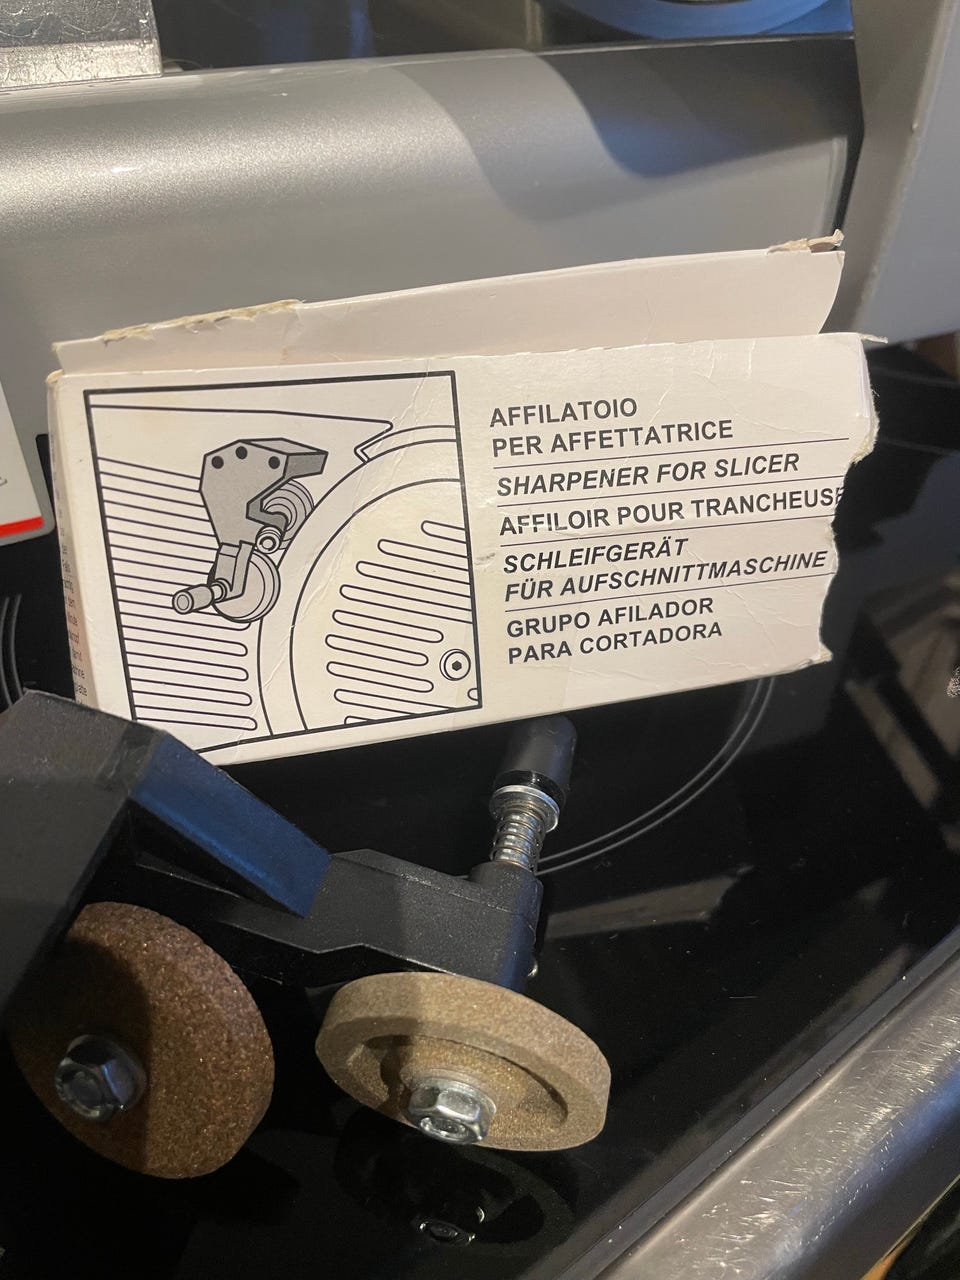 AFFILATOIO
PER AFFETTATRICE
SHARPENER FOR SLICER
AFFILOIR POUR TRANCHEUSE
SCHLEIFGERÄT
FÜR AUFSCHNITTMASCHINE
GRUPO AFILADOR
PARA CORTADORA